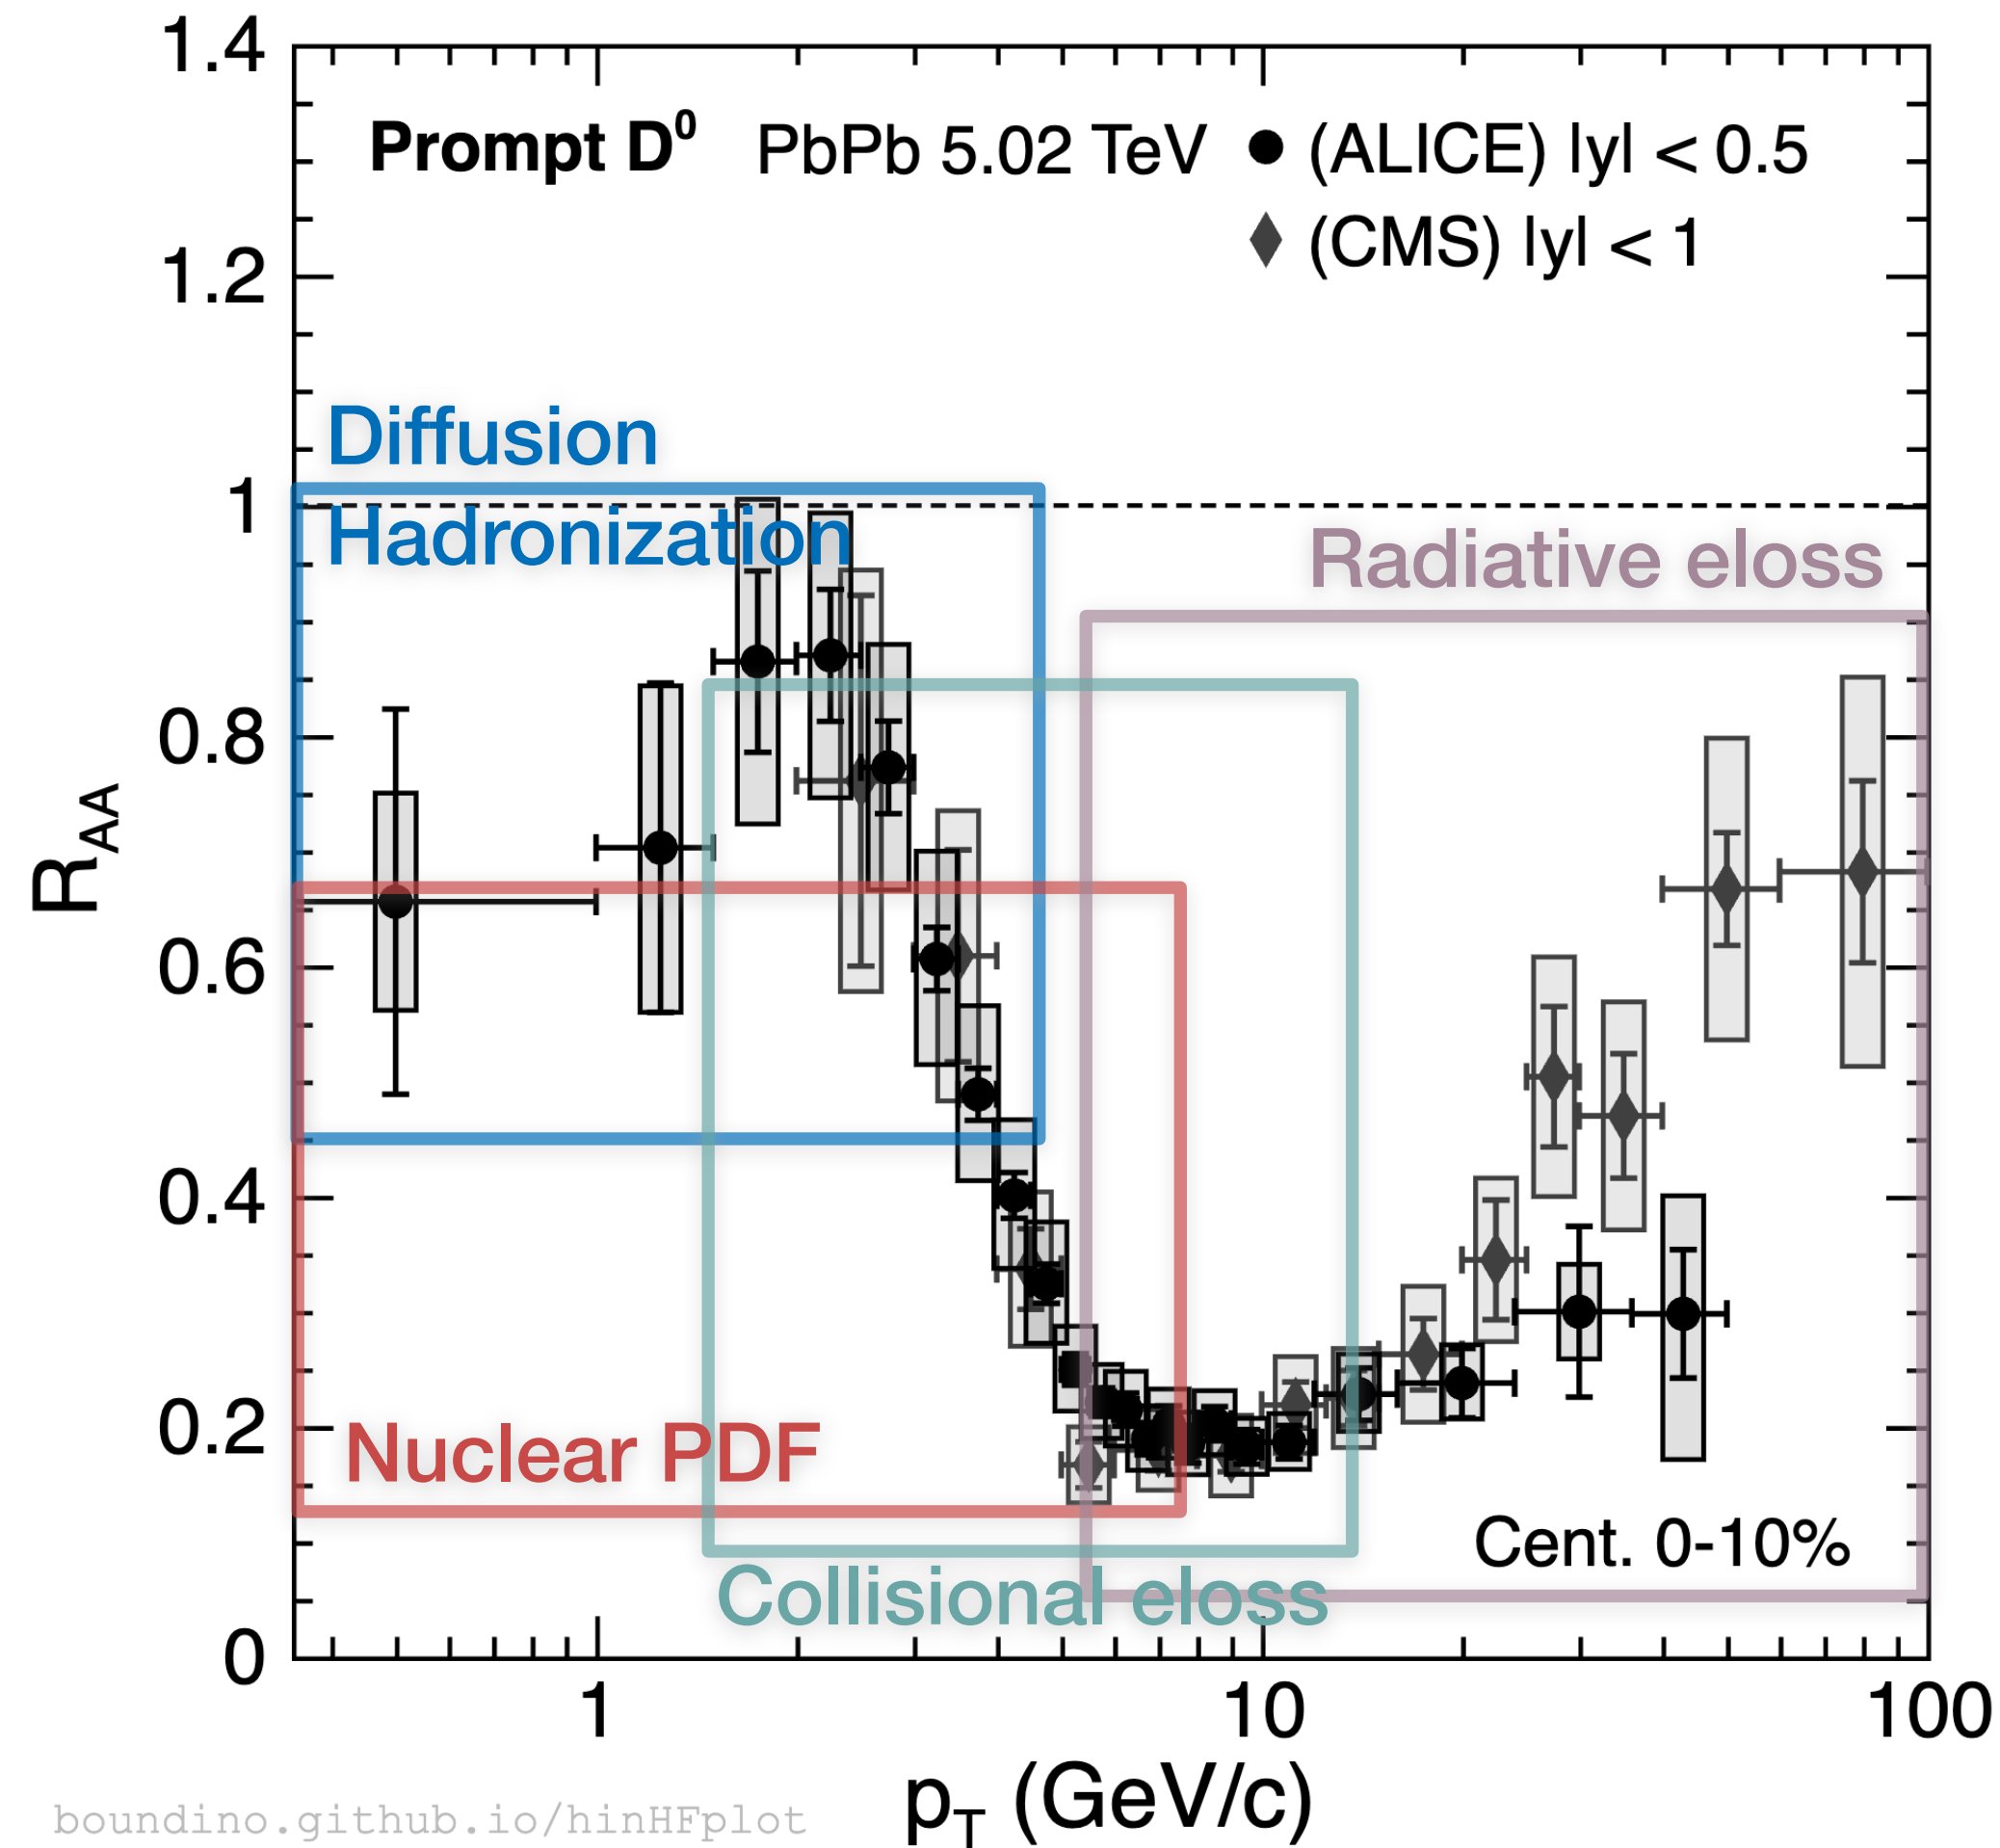 1.4
Prompt D⁰ PbPb 5.02 TeV (ALICE) |y| < 0.5
(CMS) |y| < 1
1.2
Diffusion
1
Hadronization
Radiative eloss
0.8
R_AA
0.6
0.4
0.2
Nuclear PDF
Cent. 0-10%
Collisional eloss
0
1 10 100
p_T (GeV/c)
boundino.github.io/hinHFplot